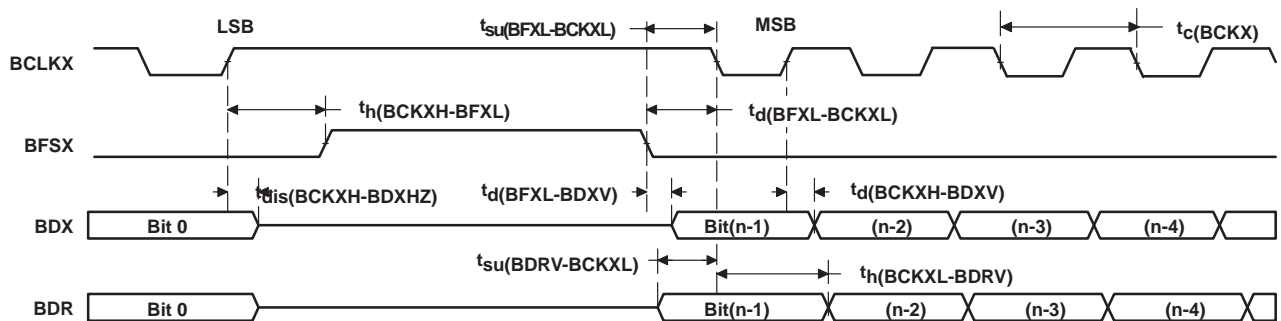 LSB
tsu(BFXL-BCKXL)
MSB
tc(BCKX)
BCLKX
th(BCKXH-BFXL)
td(BFXL-BCKXL)
BFSX
tdis(BCKXH-BDXHZ)
td(BFXL-BDXV)
td(BCKXH-BDXV)
BDX
Bit 0
Bit(n-1)
(n-2)
(n-3)
(n-4)
tsu(BDRV-BCKXL)
th(BCKXL-BDRV)
BDR
Bit 0
Bit(n-1)
(n-2)
(n-3)
(n-4)